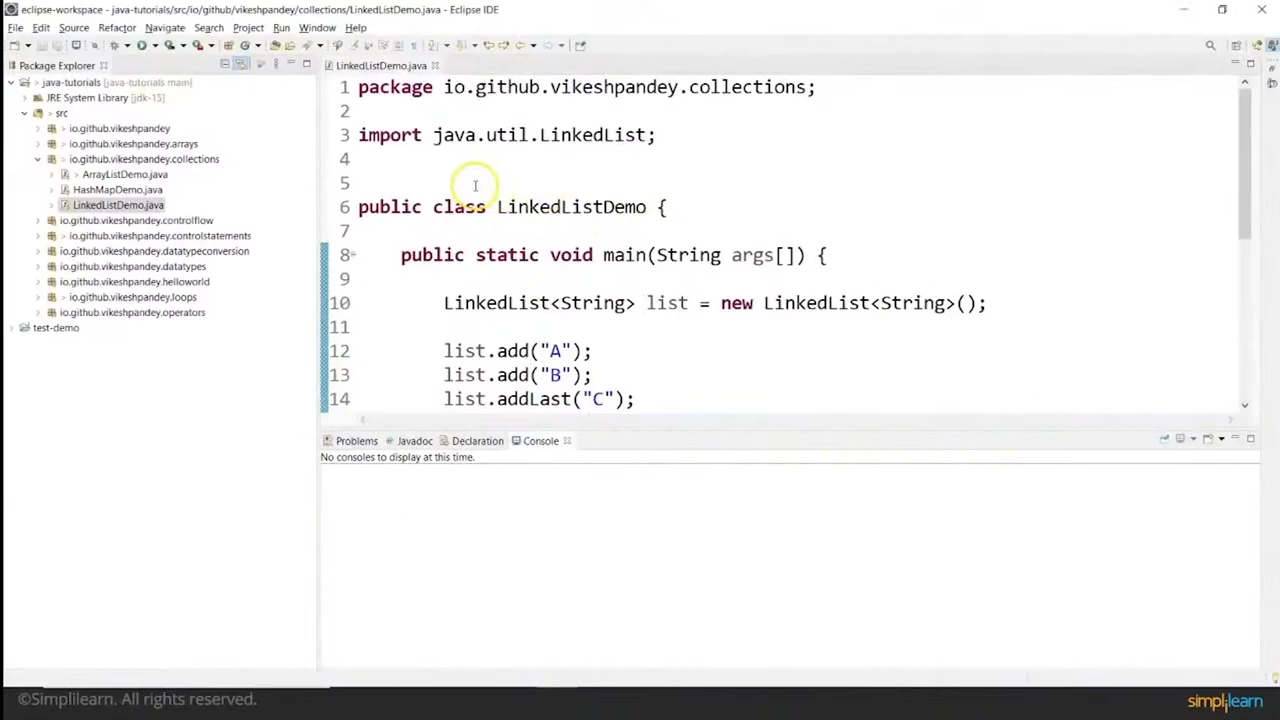 eclipse-workspace - java-tutorials/src/io/github/vikeshpandey/collections/LinkedListDemo.java - Eclipse IDE
File Edit Source Refactor Navigate Search Project Run Window Help
Package Explorer
LinkedListDemo.java
> java-tutorials [java-tutorials main]
JRE System Library [jdk-15]
> src
> io.github.vikeshpandey
> io.github.vikeshpandey.arrays
> io.github.vikeshpandey.collections
> ArrayListDemo.java
HashMapDemo.java
LinkedListDemo.java
io.github.vikeshpandey.controlflow
> io.github.vikeshpandey.controlstatements
io.github.vikeshpandey.datatypeconversion
io.github.vikeshpandey.datatypes
io.github.vikeshpandey.helloworld
> io.github.vikeshpandey.loops
io.github.vikeshpandey.operators
test-demo
1 package io.github.vikeshpandey.collections;
2
3 import java.util.LinkedList;
4
5
6 public class LinkedListDemo {
7
8 public static void main(String args[]) {
9
10 LinkedList<String> list = new LinkedList<String>();
11
12 list.add("A");
13 list.add("B");
14 list.addLast("C");
Problems Javadoc Declaration Console
No consoles to display at this time.
©Simplilearn. All rights reserved.
simplilearn